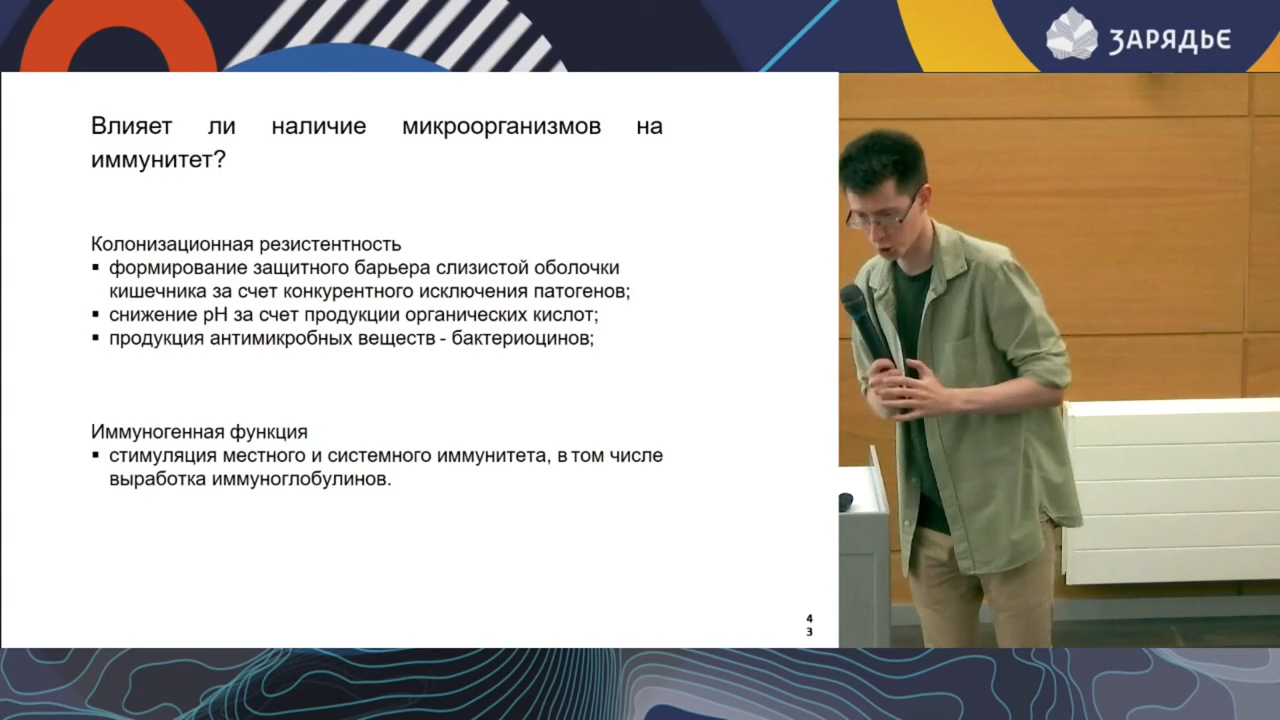 ЗАРЯДЬЕ
Влияет ли наличие микроорганизмов на
иммунитет?
Колонизационная резистентность
▪ формирование защитного барьера слизистой оболочки
кишечника за счет конкурентного исключения патогенов;
▪ снижение pH за счет продукции органических кислот;
▪ продукция антимикробных веществ - бактериоцинов;
Иммуногенная функция
▪ стимуляция местного и системного иммунитета, в том числе
выработка иммуноглобулинов.
4
3